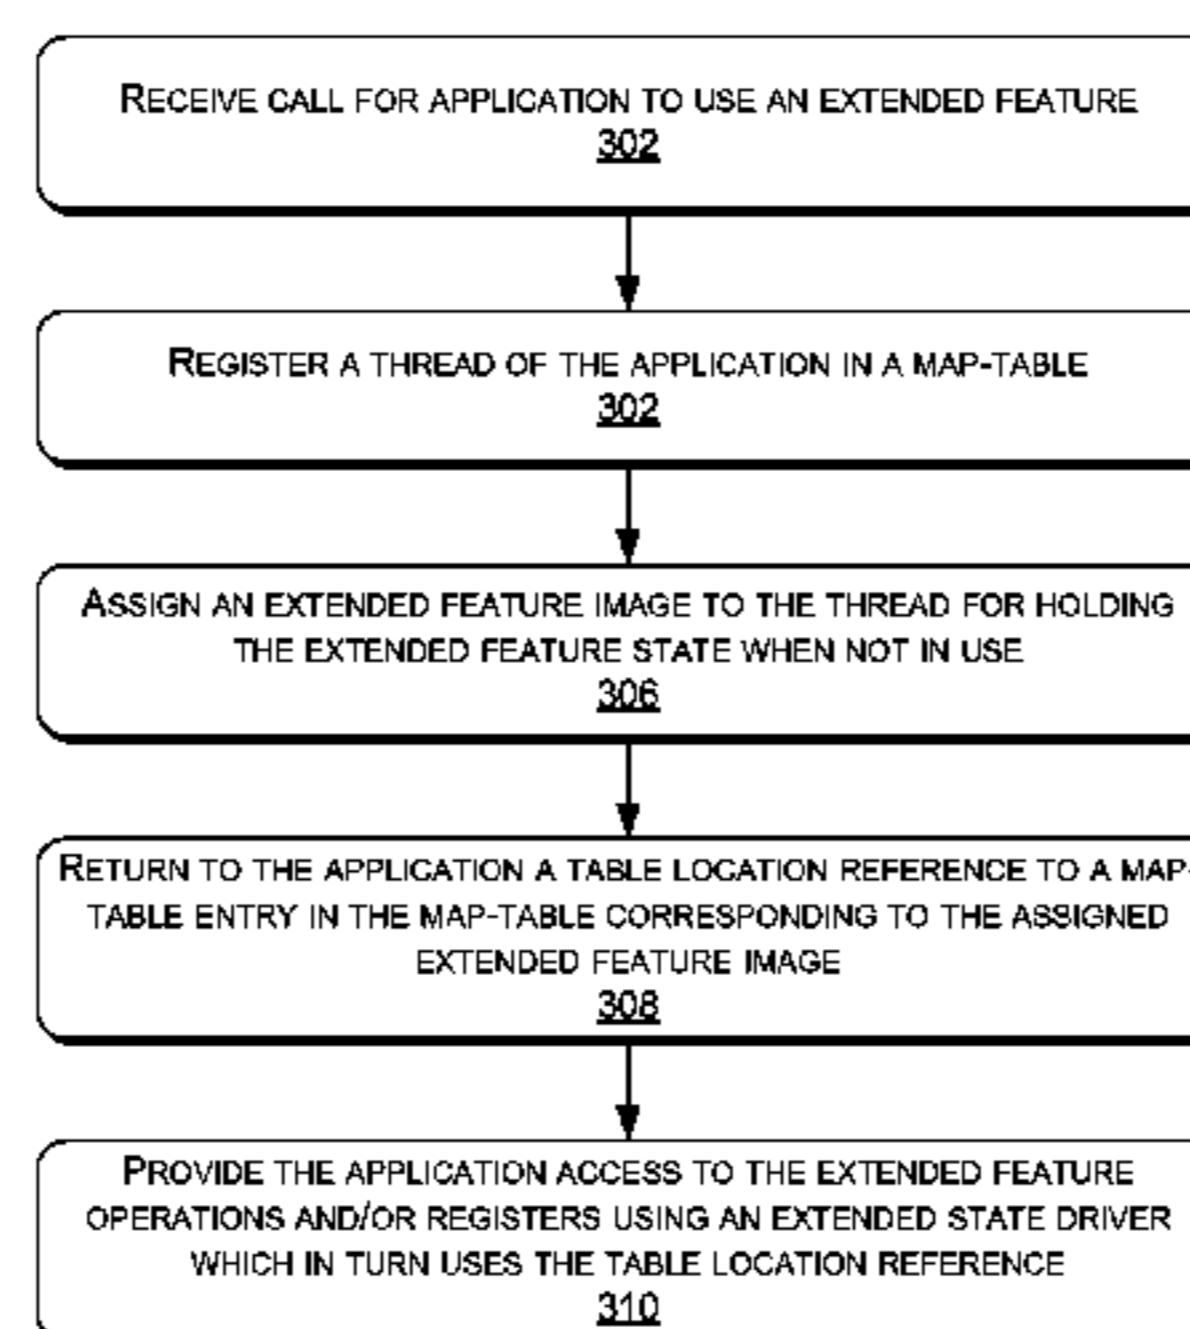 RECEIVE CALL FOR APPLICATION TO USE AN EXTENDED FEATURE
302
REGISTER A THREAD OF THE APPLICATION IN A MAP-TABLE
302
ASSIGN AN EXTENDED FEATURE IMAGE TO THE THREAD FOR HOLDING
THE EXTENDED FEATURE STATE WHEN NOT IN USE
306
RETURN TO THE APPLICATION A TABLE LOCATION REFERENCE TO A MAP-
TABLE ENTRY IN THE MAP-TABLE CORRESPONDING TO THE ASSIGNED
EXTENDED FEATURE IMAGE
308
PROVIDE THE APPLICATION ACCESS TO THE EXTENDED FEATURE
OPERATIONS AND/OR REGISTERS USING AN EXTENDED STATE DRIVER
WHICH IN TURN USES THE TABLE LOCATION REFERENCE
310